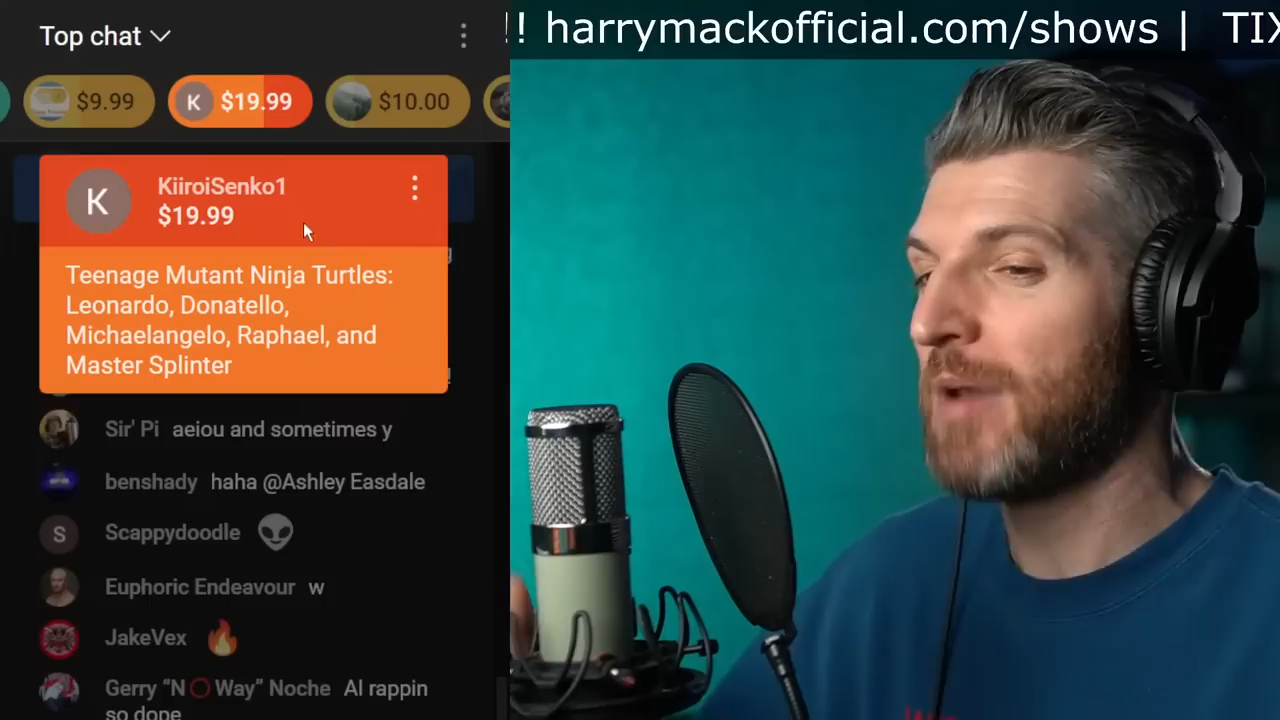 Top chat
!! harrymackofficial.com/shows | TIX
$9.99
K $19.99
$10.00
K
KiiroiSenko1
$19.99
Teenage Mutant Ninja Turtles:
Leonardo, Donatello,
Michaelangelo, Raphael, and
Master Splinter
Sir' Pi aeiou and sometimes y
benshady haha @Ashley Easdale
S Scappydoodle 👽
Euphoric Endeavour w
JakeVex 🔥
Gerry “N⭕Way” Noche AI rappin
so dope